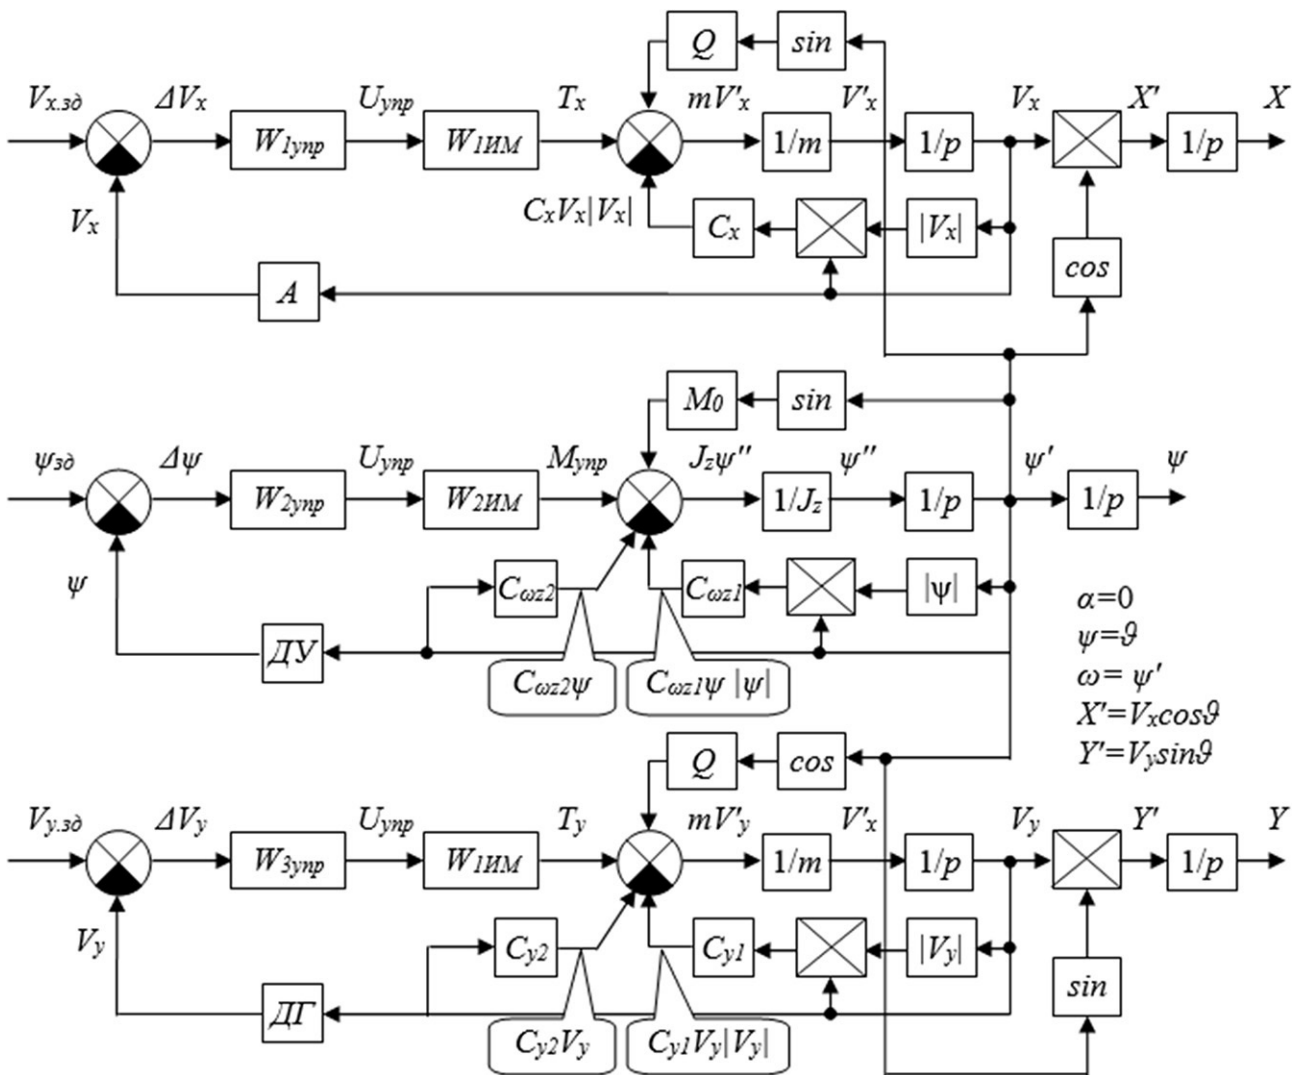 Q sin
Vx.зд ΔVx Uупр Tx mV'x V'x Vx X' X
W1упр W1ИМ 1/m 1/p 1/p
Vx CxVx|Vx| Cx |Vx|
A cos
M0 sin
ψзд Δψ Uупр Mупр Jzψ'' ψ'' ψ' ψ
W2упр W2ИМ 1/Jz 1/p 1/p
ψ Cωz2 Cωz1 |ψ|
α=0
ψ=ϑ
ДУ
Cωz2ψ Cωz1ψ |ψ|
ω= ψ'
X'=Vxcosϑ
Y'=Vysinϑ
Q cos
Vy.зд ΔVy Uупр Ty mV'y V'x Vy Y' Y
W3упр W1ИМ 1/m 1/p 1/p
Vy Cy2 Cy1 |Vy|
ДГ sin
Cy2Vy Cy1Vy|Vy|